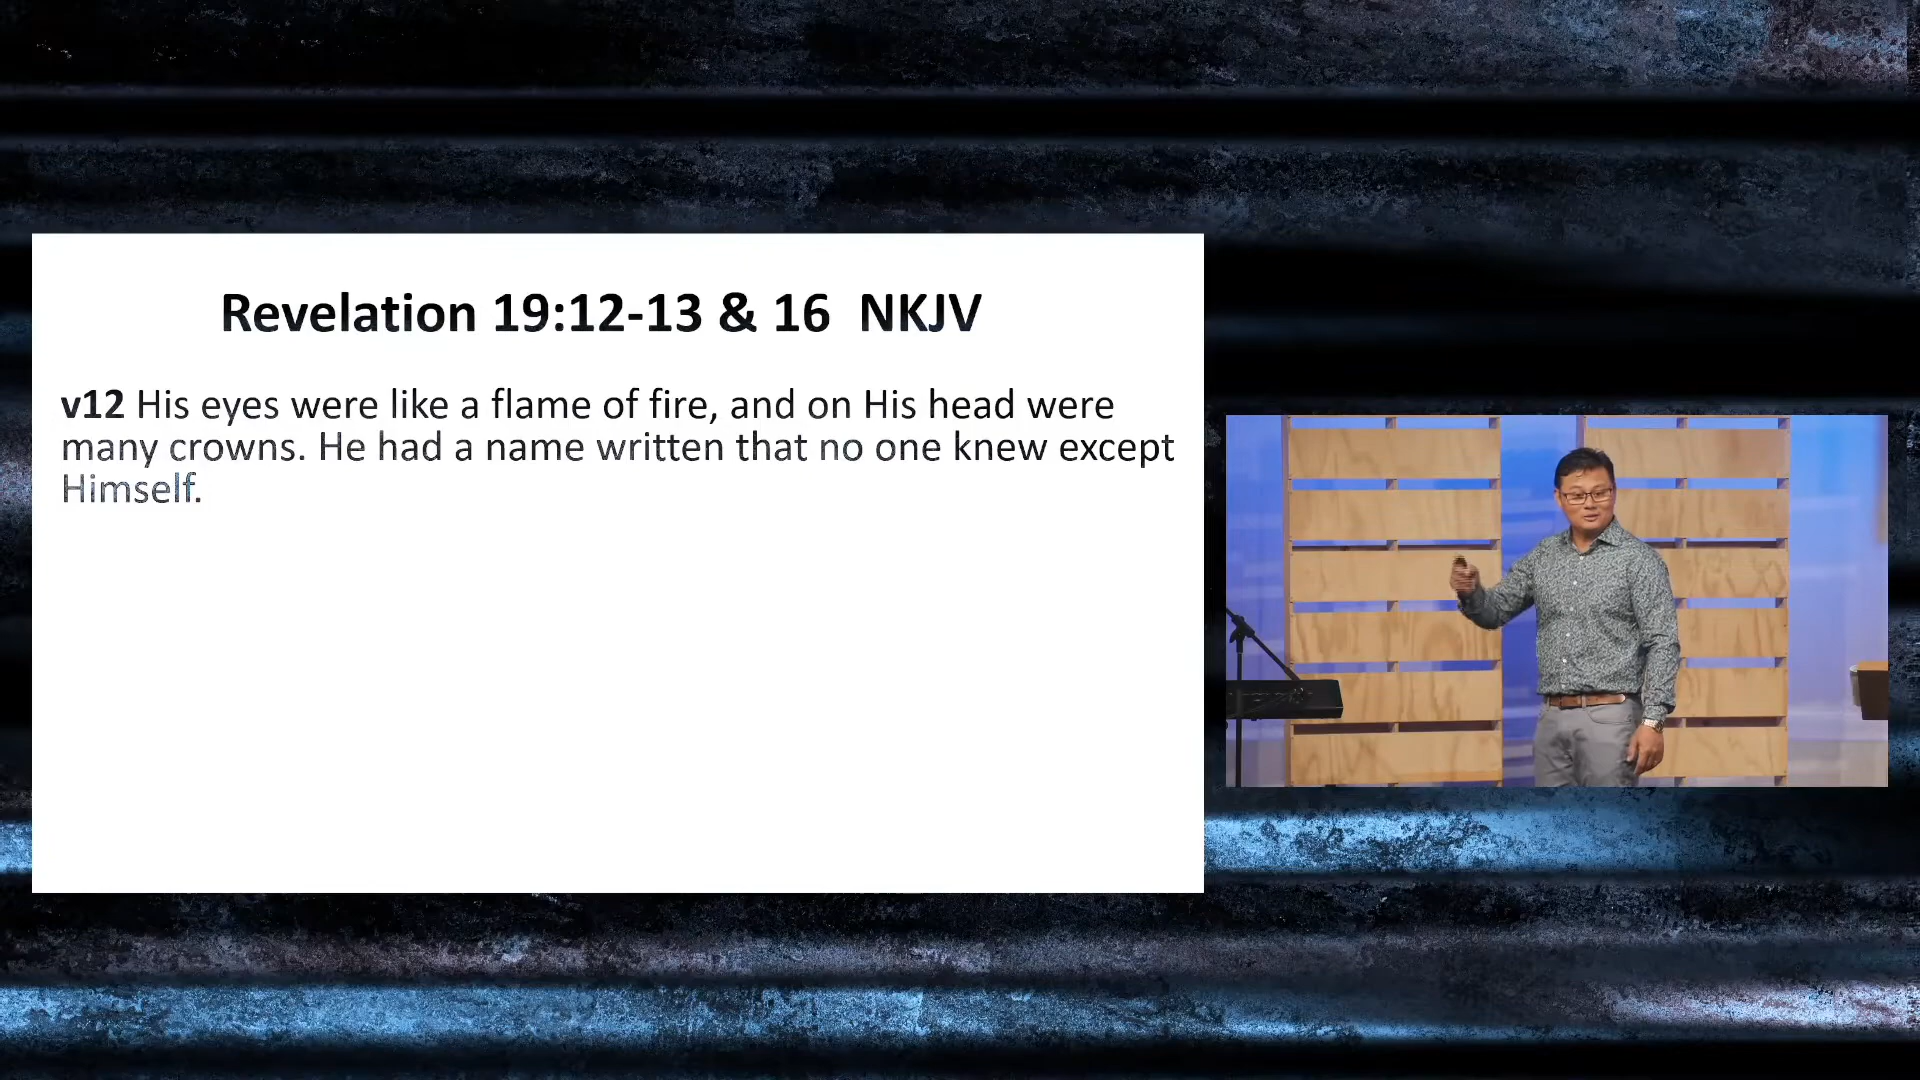 Revelation 19:12-13 & 16 NKJV
v12 His eyes were like a flame of fire, and on His head were
many crowns. He had a name written that no one knew except
Himself.